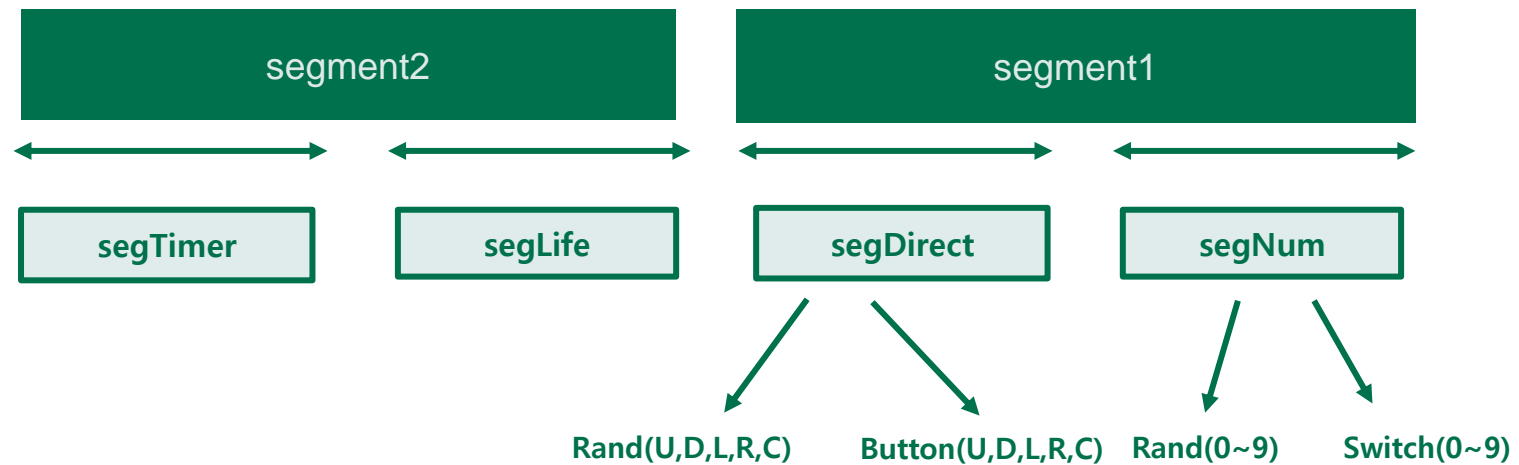 segment2
segment1
segTimer
segLife
segDirect
segNum
Rand(U,D,L,R,C)
Button(U,D,L,R,C)
Rand(0~9)
Switch(0~9)